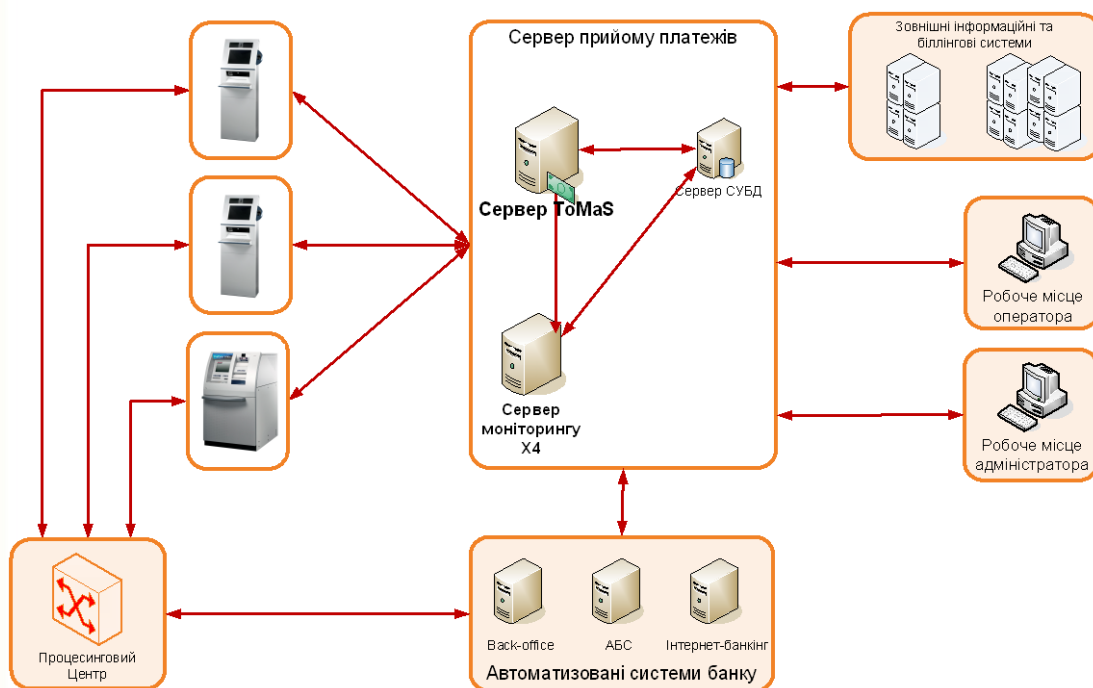 Сервер прийому платежів
Зовнішні інформаційні та
біллінгові системи
Сервер ToMaS
Сервер СУБД
Робоче місце
оператора
Сервер
моніторингу
X4
Робоче місце
адміністратора
Процесинговий
Центр
Back-office
АБС
Інтернет-банкінг
Автоматизовані системи банку